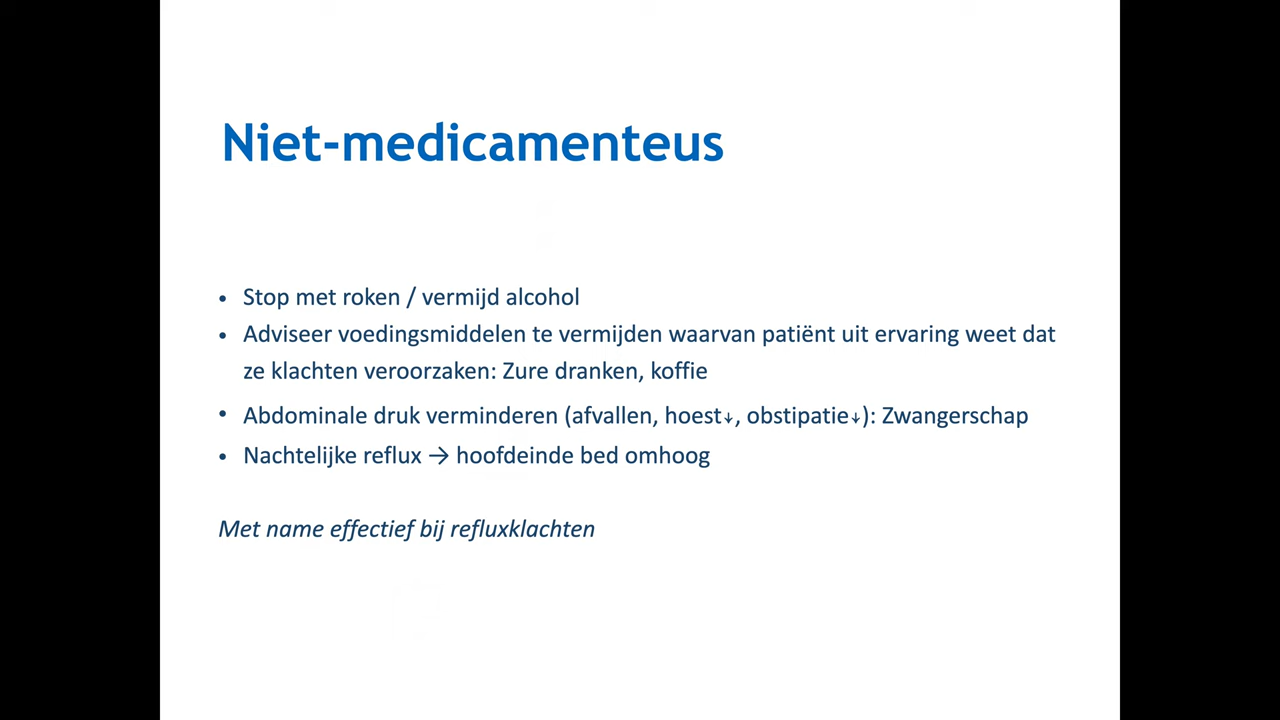 Niet-medicamenteus
• Stop met roken / vermijd alcohol
• Adviseer voedingsmiddelen te vermijden waarvan patiënt uit ervaring weet dat
ze klachten veroorzaken: Zure dranken, koffie
• Abdominale druk verminderen (afvallen, hoest↓, obstipatie↓): Zwangerschap
• Nachtelijke reflux → hoofdeinde bed omhoog
Met name effectief bij refluxklachten